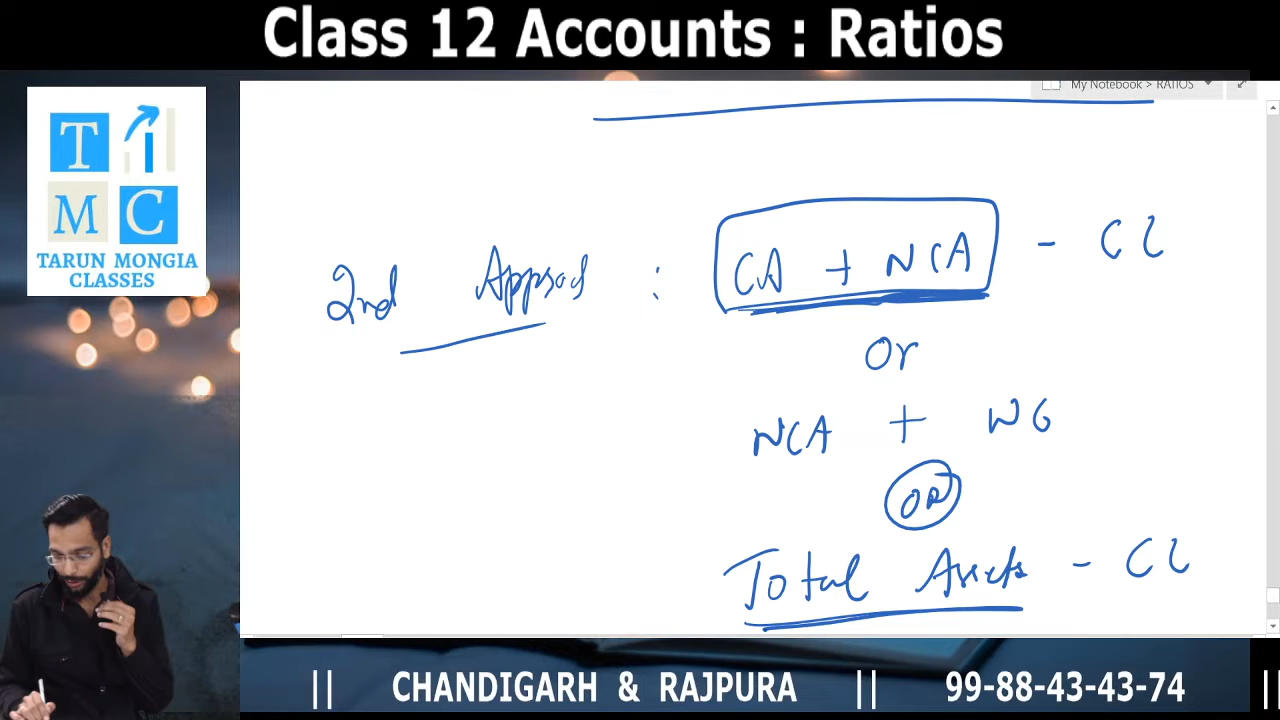 Class 12 Accounts : Ratios
My Notebook > RATIOS
T
M C
TARUN MONGIA
CLASSES
2nd : CA + NCA - CL
Or
NCA + WC
OR
Total Assets - CL
|| CHANDIGARH & RAJPURA || 99-88-43-43-74 ||